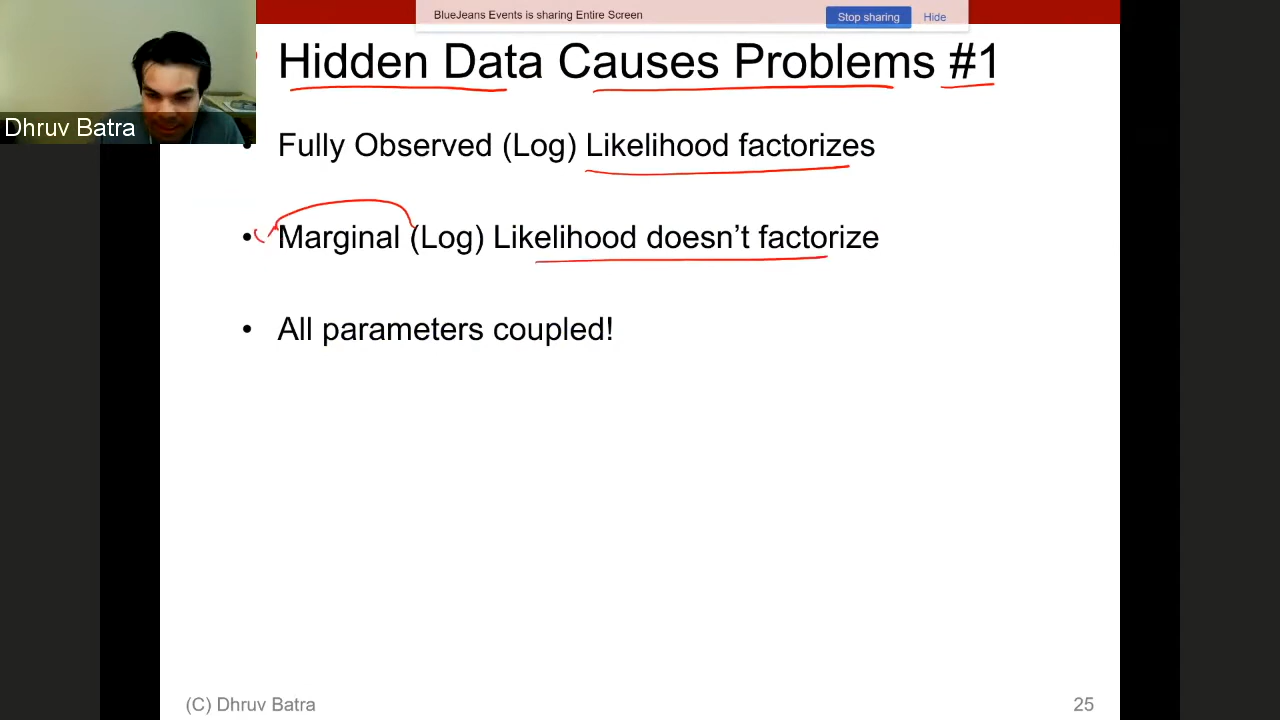 BlueJeans Events is sharing Entire Screen
Stop sharing
Hide
Hidden Data Causes Problems #1
Dhruv Batra
• Fully Observed (Log) Likelihood factorizes
• Marginal (Log) Likelihood doesn't factorize
• All parameters coupled!
(C) Dhruv Batra
25